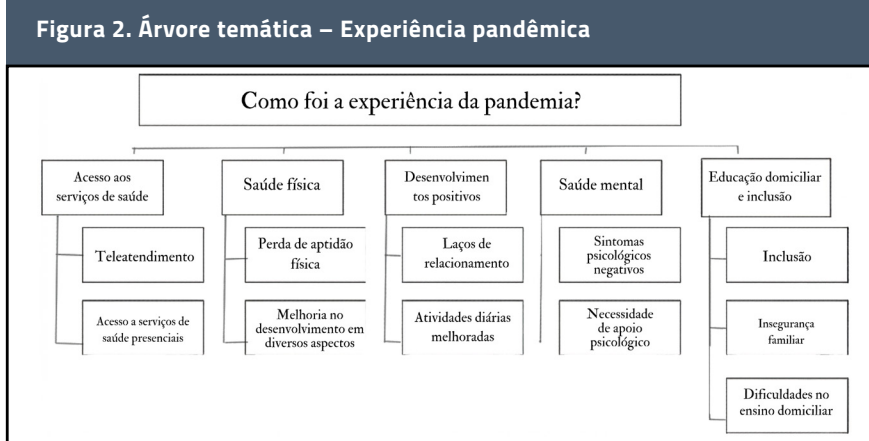 Figura 2. Árvore temática – Experiência pandêmica
Como foi a experiência da pandemia?
Acesso aos
serviços de saúde
Teleatendimento
Acesso a serviços de
saúde presenciais
Saúde física
Perda de aptidão
física
Melhoria no
desenvolvimento em
diversos aspectos
Desenvolvimen
tos positivos
Laços de
relacionamento
Atividades diárias
melhoradas
Saúde mental
Sintomas
psicológicos
negativos
Necessidade
de apoio
psicológico
Educação domiciliar
e inclusão
Inclusão
Insegurança
familiar
Dificuldades no
ensino domiciliar